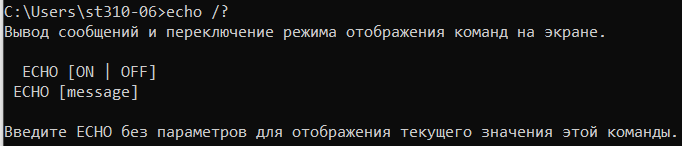 C:\Users\st310-06>echo /?
Вывод сообщений и переключение режима отображения команд на экране.
ECHO [ON | OFF]
ECHO [message]
Введите ECHO без параметров для отображения текущего значения этой команды.